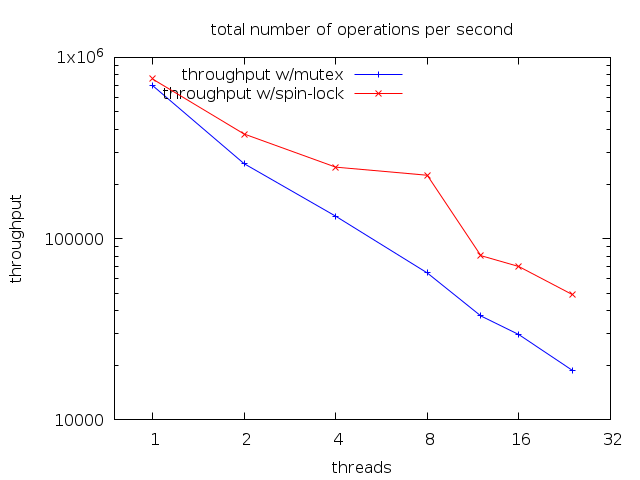 total number of operations per second
1x10⁶
throughput w/mutex
throughput w/spin-lock
throughput
100000
10000
1 2 4 8 16 32
threads